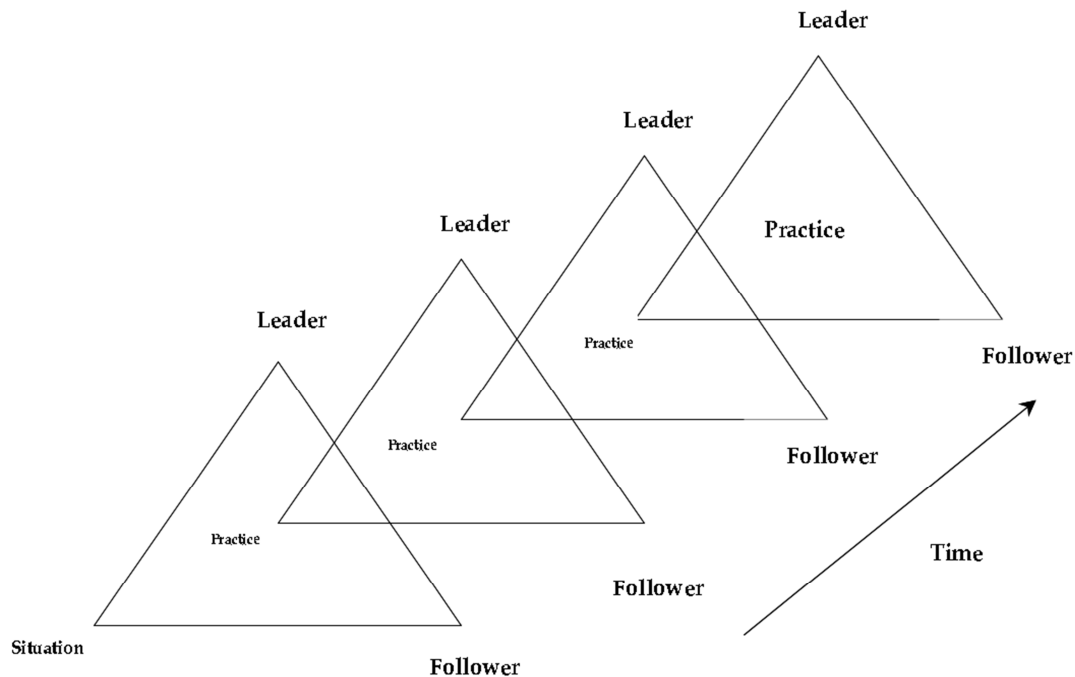 Leader
Leader
Leader
Practice
Leader
Practice
Follower
Practice
Follower
Practice
Time
Follower
Situation
Follower